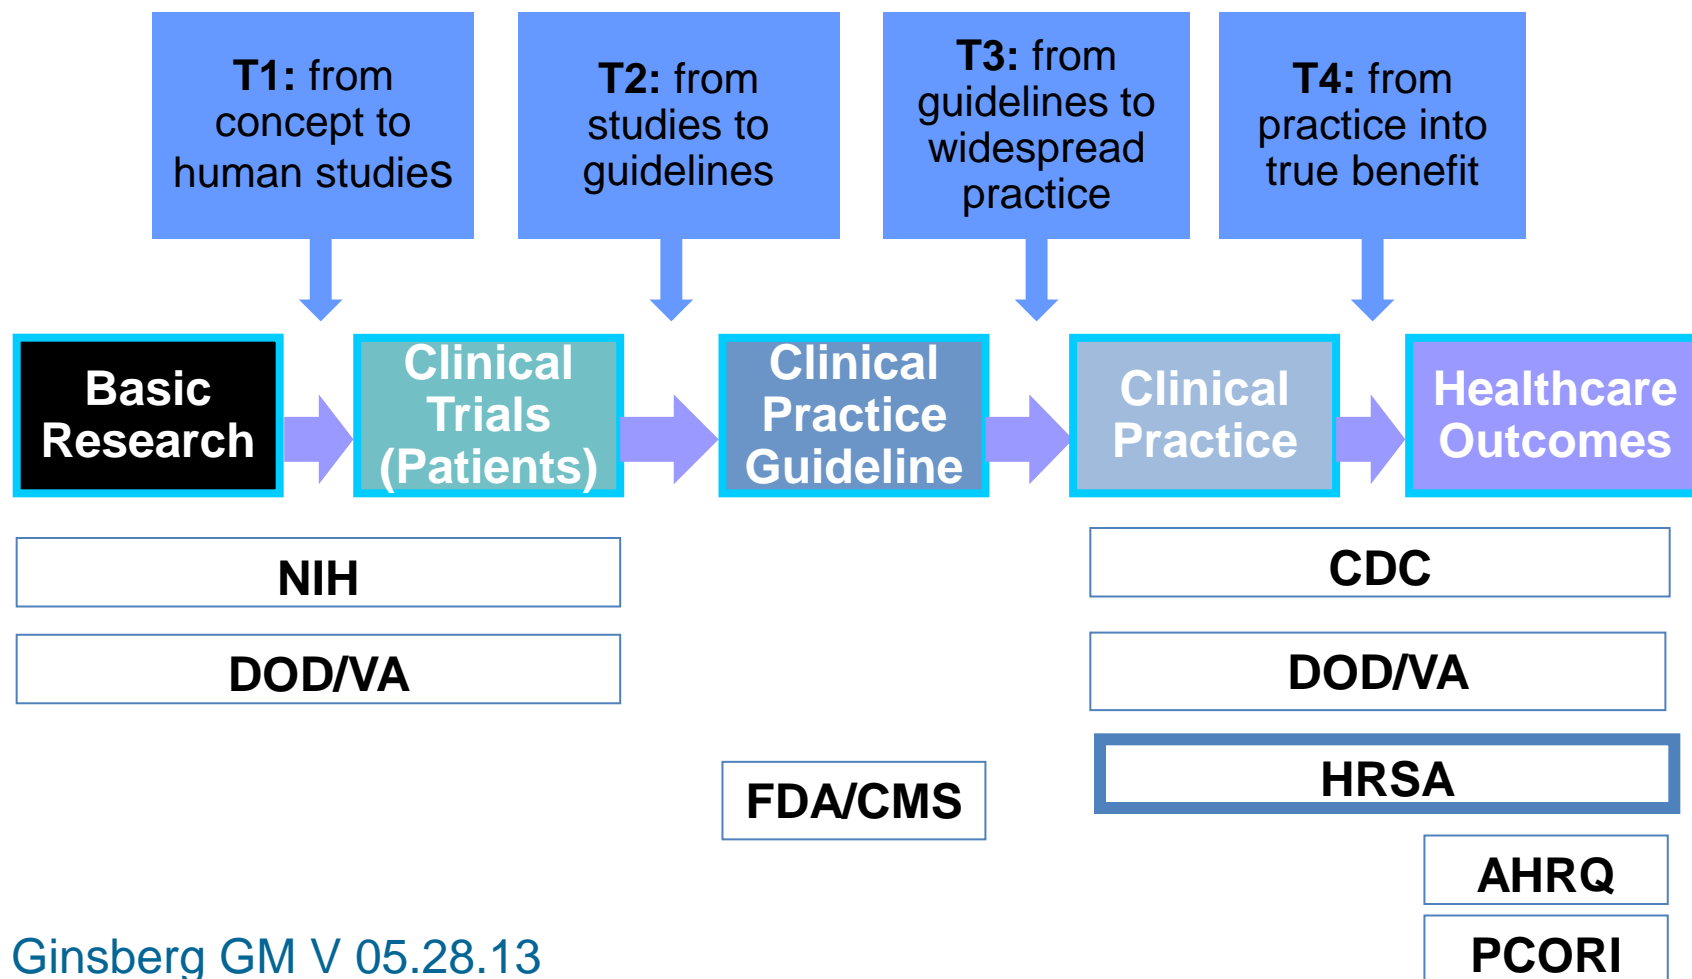 T1: from
concept to
human studies
T2: from
studies to
guidelines
T3: from
guidelines to
widespread
practice
T4: from
practice into
true benefit
Basic
Research
Clinical
Trials
(Patients)
Clinical
Practice
Guideline
Clinical
Practice
Healthcare
Outcomes
NIH
CDC
DOD/VA
DOD/VA
HRSA
FDA/CMS
AHRQ
PCORI
Ginsberg GM V 05.28.13